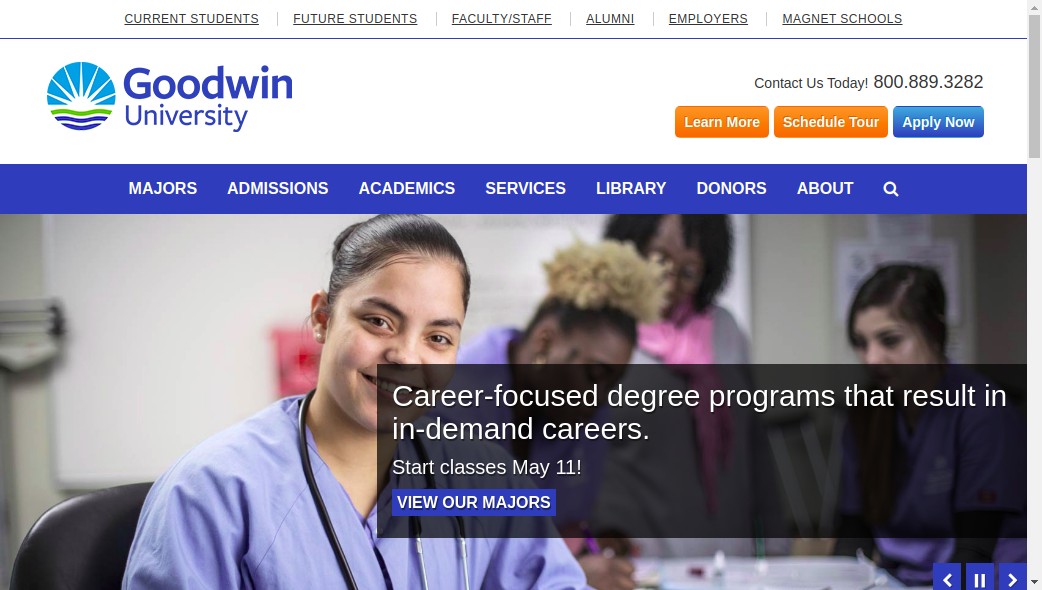 CURRENT STUDENTS FUTURE STUDENTS FACULTY/STAFF ALUMNI EMPLOYERS MAGNET SCHOOLS
Goodwin
University
Contact Us Today! 800.889.3282
Learn More Schedule Tour Apply Now
MAJORS ADMISSIONS ACADEMICS SERVICES LIBRARY DONORS ABOUT
Career-focused degree programs that result in
in-demand careers.
Start classes May 11!
VIEW OUR MAJORS